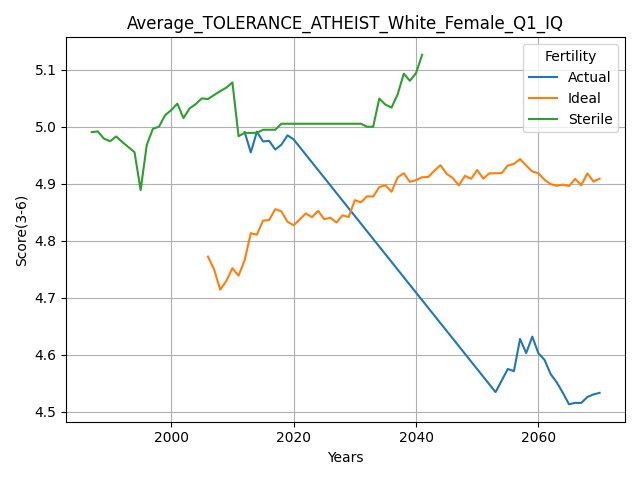 Average_TOLERANCE_ATHEIST_White_Female_Q1_IQ
Fertility
Actual
Ideal
Sterile
Score(3-6)
5.1
5.0
4.9
4.8
4.7
4.6
4.5
2000 2020 2040 2060
Years